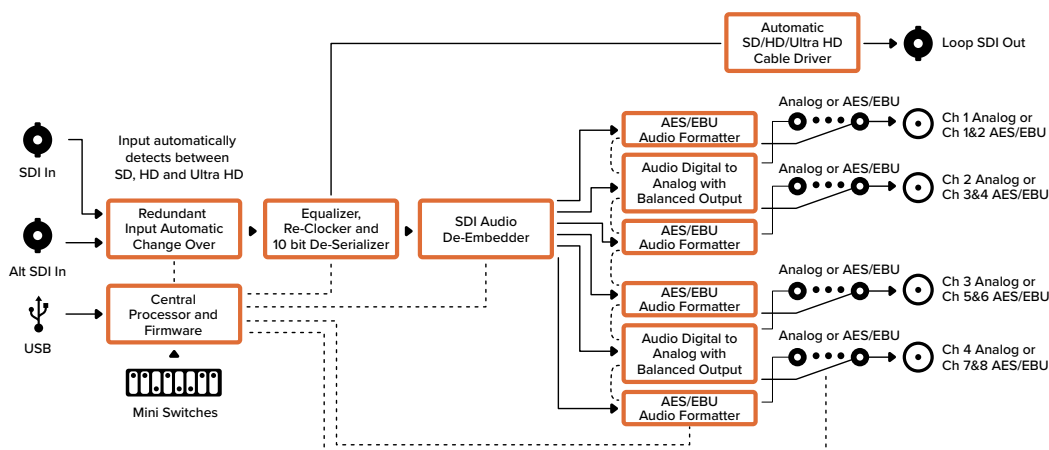 Automatic
SD/HD/Ultra HD
Cable Driver
Loop SDI Out
SDI In
Input automatically
detects between
SD, HD and Ultra HD
Alt SDI In
Redundant
Input Automatic
Change Over
Equalizer,
Re-Clocker and
10 bit De-Serializer
SDI Audio
De-Embedder
USB
Central
Processor and
Firmware
Mini Switches
AES/EBU
Audio Formatter
Audio Digital to
Analog with
Balanced Output
AES/EBU
Audio Formatter
AES/EBU
Audio Formatter
Audio Digital to
Analog with
Balanced Output
AES/EBU
Audio Formatter
Analog or AES/EBU
Ch 1 Analog or
Ch 1&2 AES/EBU
Analog or AES/EBU
Ch 2 Analog or
Ch 3&4 AES/EBU
Analog or AES/EBU
Ch 3 Analog or
Ch 5&6 AES/EBU
Analog or AES/EBU
Ch 4 Analog or
Ch 7&8 AES/EBU